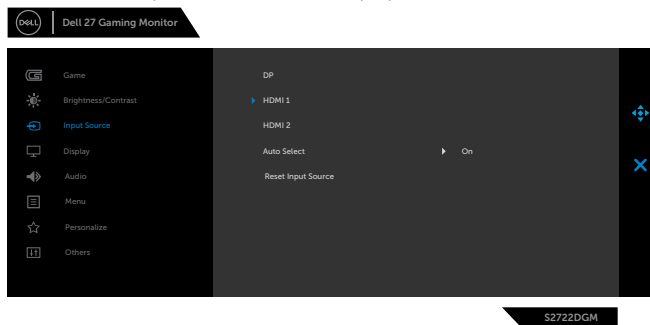 DELL
Dell 27 Gaming Monitor
Game
DP
Brightness/Contrast
HDMI 1
Input Source
HDMI 2
Display
Auto Select
On
Audio
Reset Input Source
Menu
Personalize
Others
S2722DGM